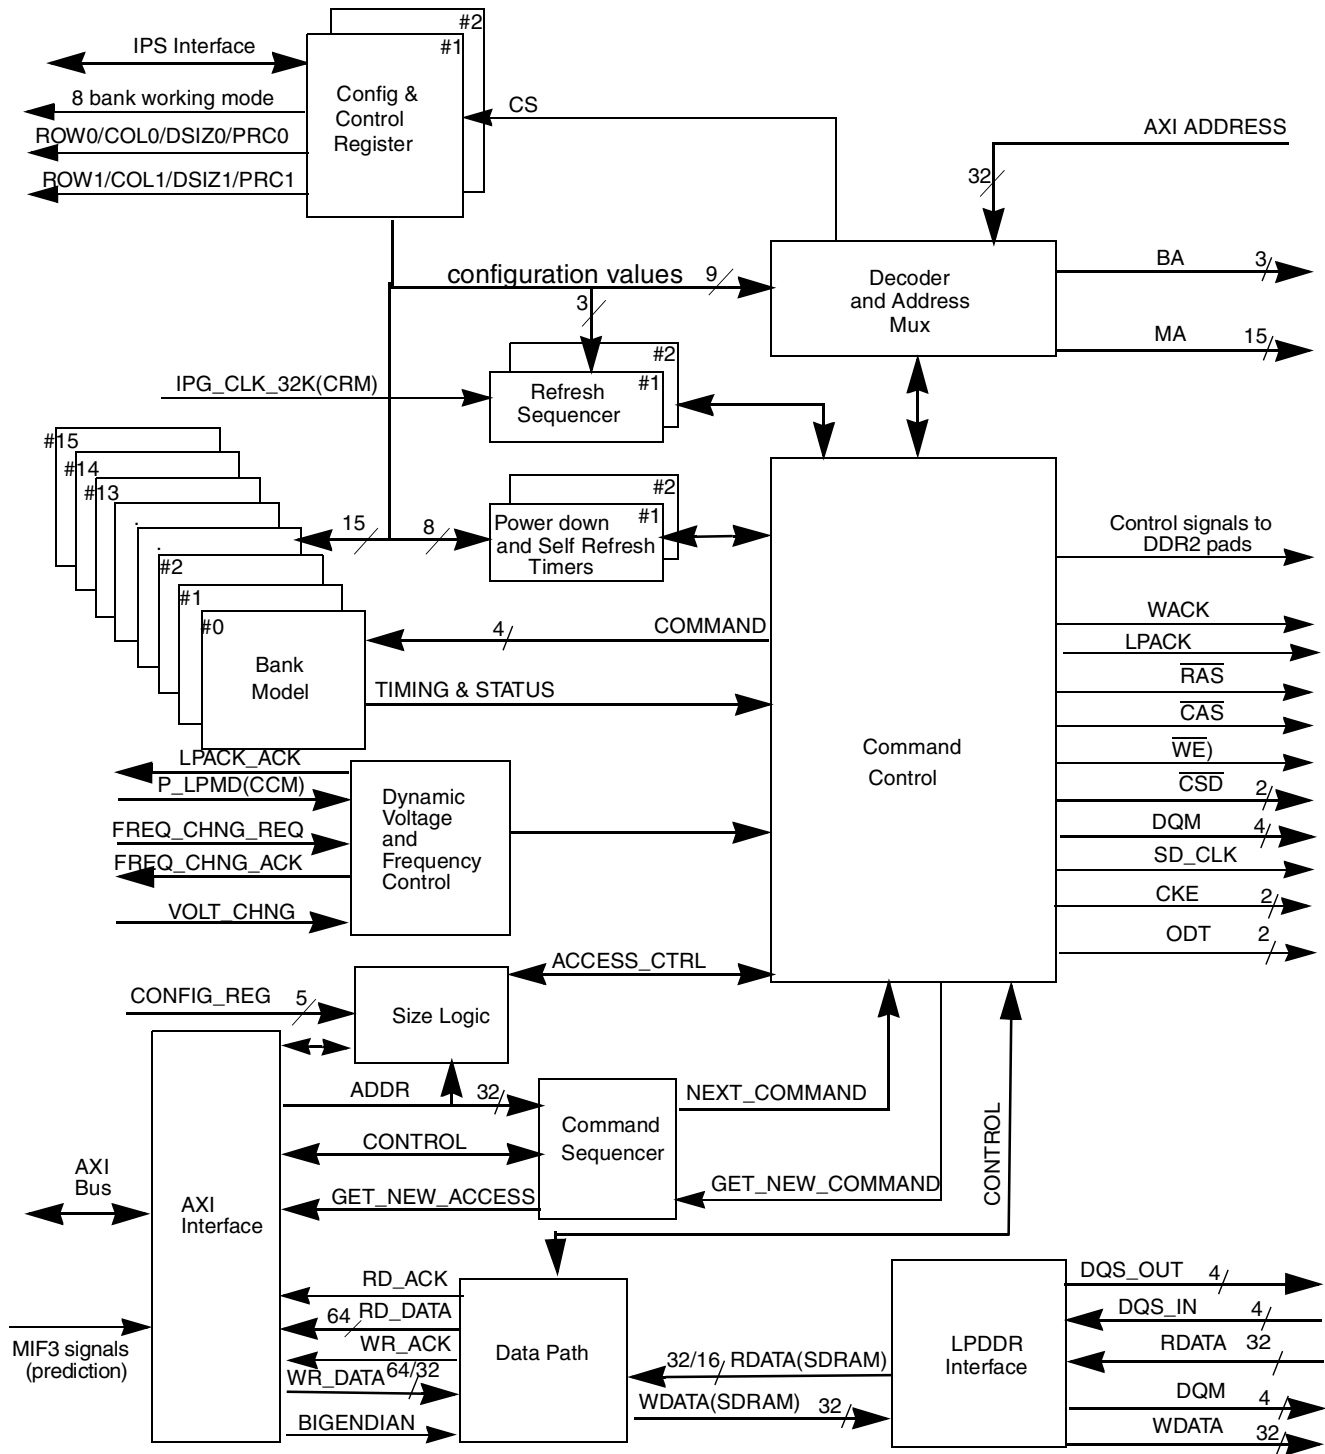 #2
#1
IPS Interface
8 bank working mode
ROW0/COL0/DSIZ0/PRC0
ROW1/COL1/DSIZ1/PRC1
Config &
Control
Register
CS
AXI ADDRESS
32
configuration values
9
3
Decoder
and Address
Mux
BA
3
MA
15
IPG_CLK_32K(CRM)
#2
#1
Refresh
Sequencer
#15
#14
#13
.
.
#2
#1
#0
Bank
Model
15
8
#2
#1
Power down
and Self Refresh
Timers
4
COMMAND
TIMING & STATUS
Command
Control
Control signals to
DDR2 pads
WACK
LPACK
RAS
CAS
WE)
CSD
2
DQM
4
SD_CLK
CKE
2
ODT
2
LPACK_ACK
P_LPMD(CCM)
FREQ_CHNG_REQ
FREQ_CHNG_ACK
VOLT_CHNG
Dynamic
Voltage
and
Frequency
Control
ACCESS_CTRL
CONFIG_REG
5
Size Logic
ADDR
32
CONTROL
GET_NEW_ACCESS
Command
Sequencer
NEXT_COMMAND
GET_NEW_COMMAND
CONTROL
AXI
Bus
AXI
Interface
MIF3 signals
(prediction)
RD_ACK
64
RD_DATA
WR_ACK
WR_DATA
64/32
BIGENDIAN
Data Path
32/16
RDATA(SDRAM)
WDATA(SDRAM)
32
LPDDR
Interface
DQS_OUT
4
DQS_IN
4
RDATA
32
DQM
4
WDATA
32